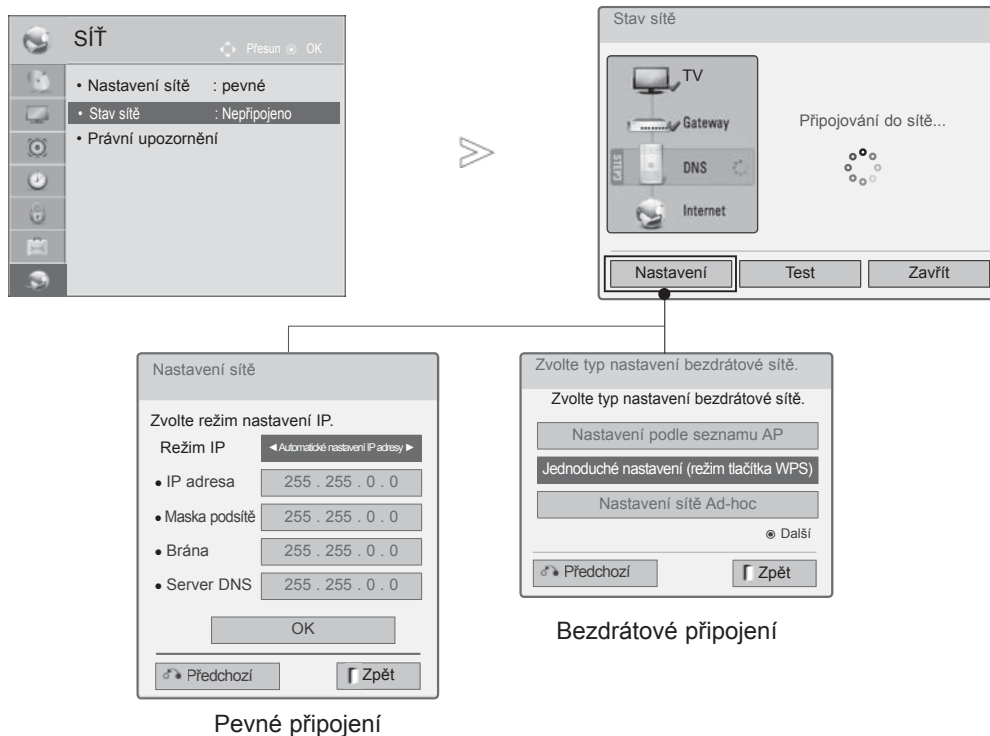 SÍŤ
Přesun OK
• Nastavení sítě : pevné
• Stav sítě : Nepřipojeno
• Právní upozornění
Stav sítě
TV
Gateway
STEP3
DNS
Internet
Připojování do sítě...
Nastavení Test Zavřít
Nastavení sítě
Zvolte režim nastavení IP.
Režim IP ◄ Automatické nastavení IP adresy ►
• IP adresa 255 . 255 . 0 . 0
• Maska podsítě 255 . 255 . 0 . 0
• Brána 255 . 255 . 0 . 0
• Server DNS 255 . 255 . 0 . 0
OK
Předchozí Zpět
Pevné připojení
Zvolte typ nastavení bezdrátové sítě.
Zvolte typ nastavení bezdrátové sítě.
Nastavení podle seznamu AP
Jednoduché nastavení (režim tlačítka WPS)
Nastavení sítě Ad-hoc
Další
Předchozí Zpět
Bezdrátové připojení